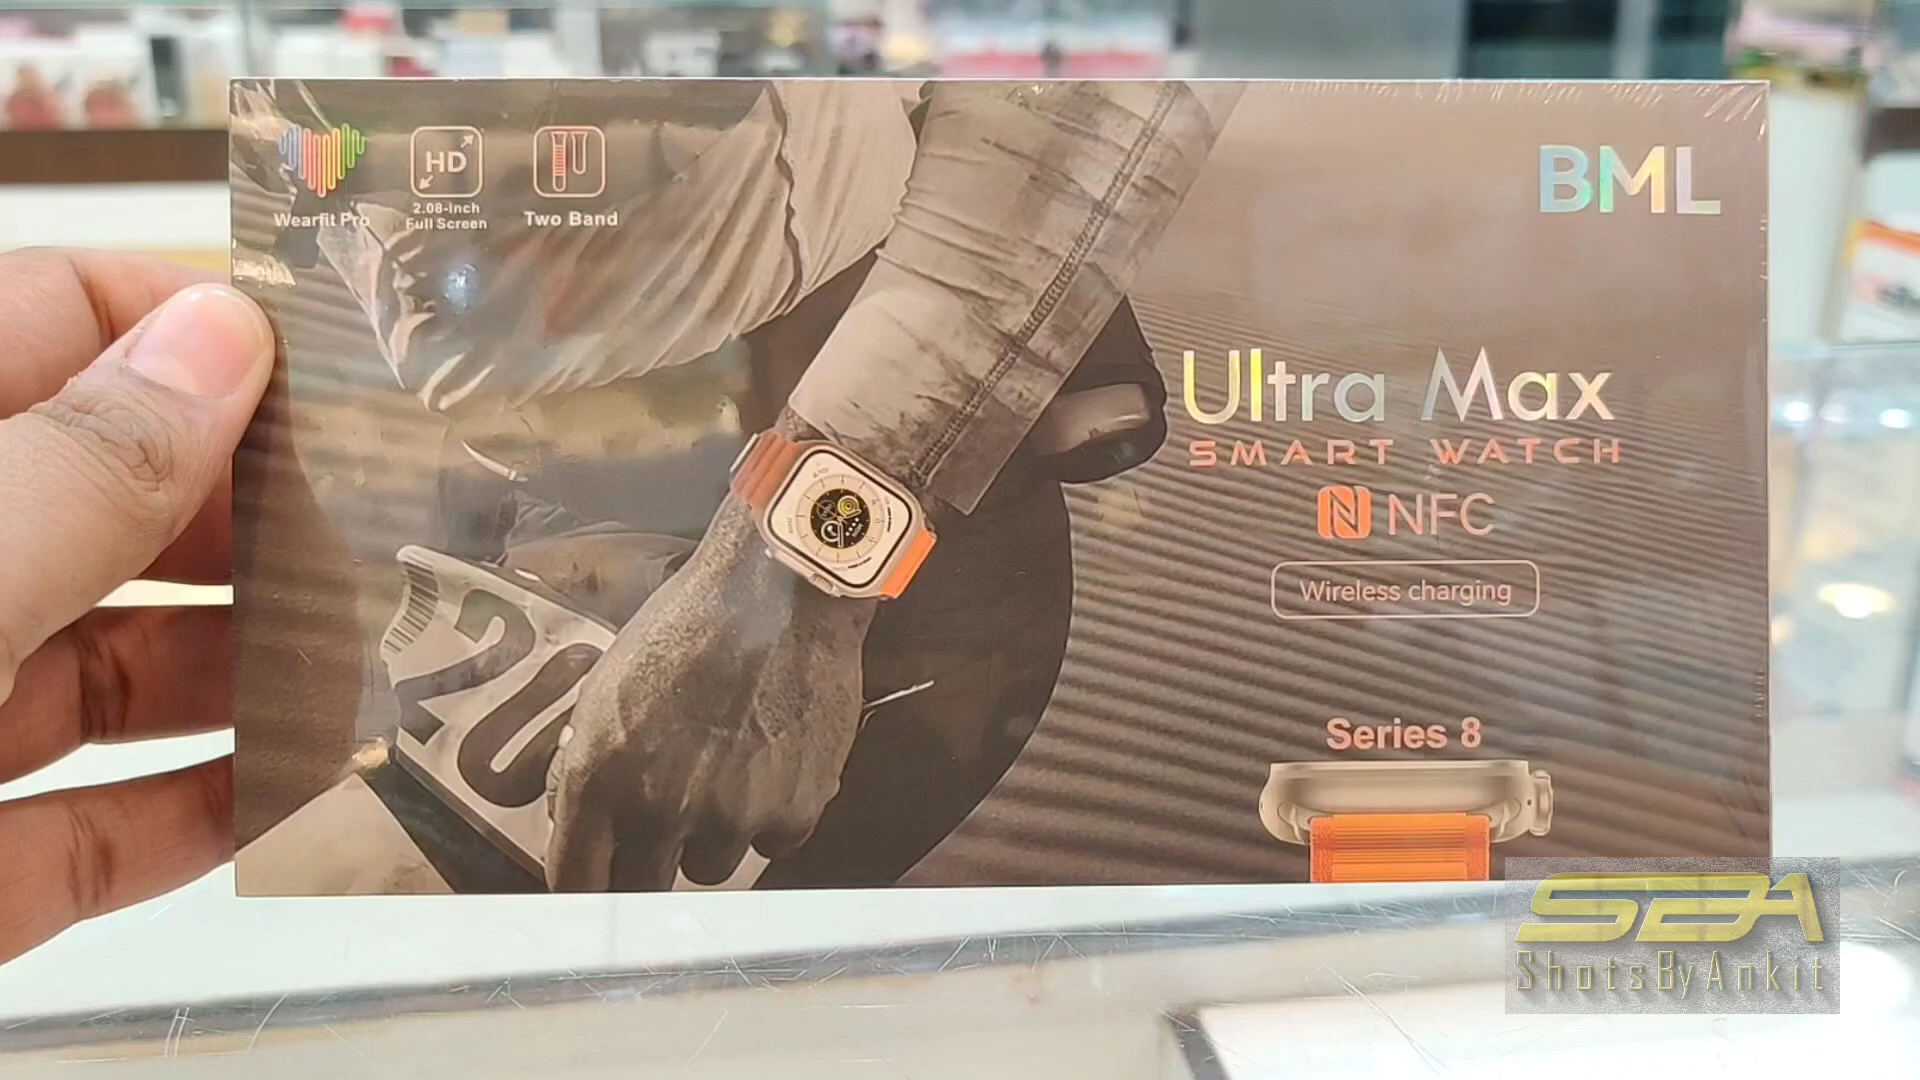 Wearfit Pro
HD
2.08-inch
Full Screen
Two Band
BML
Ultra Max
SMART WATCH
NFC
Wireless charging
20
Series 8
SBA
ShotsByAnkit